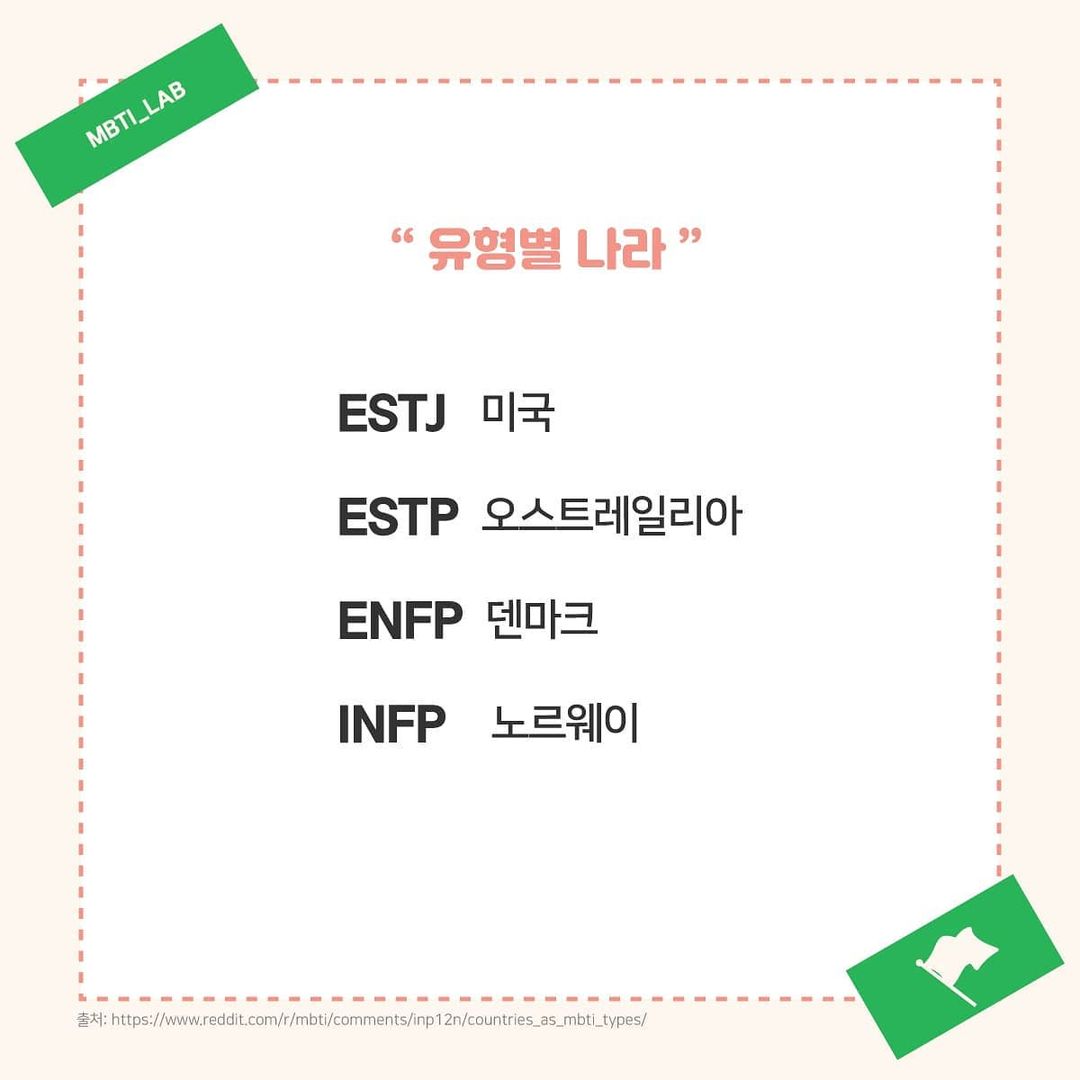 MBTI_LAB
“ 유형별 나라 ”
ESTJ 미국
ESTP 오스트레일리아
ENFP 덴마크
INFP 노르웨이
출처: https://www.reddit.com/r/mbti/comments/inp12n/countries_as_mbti_types/